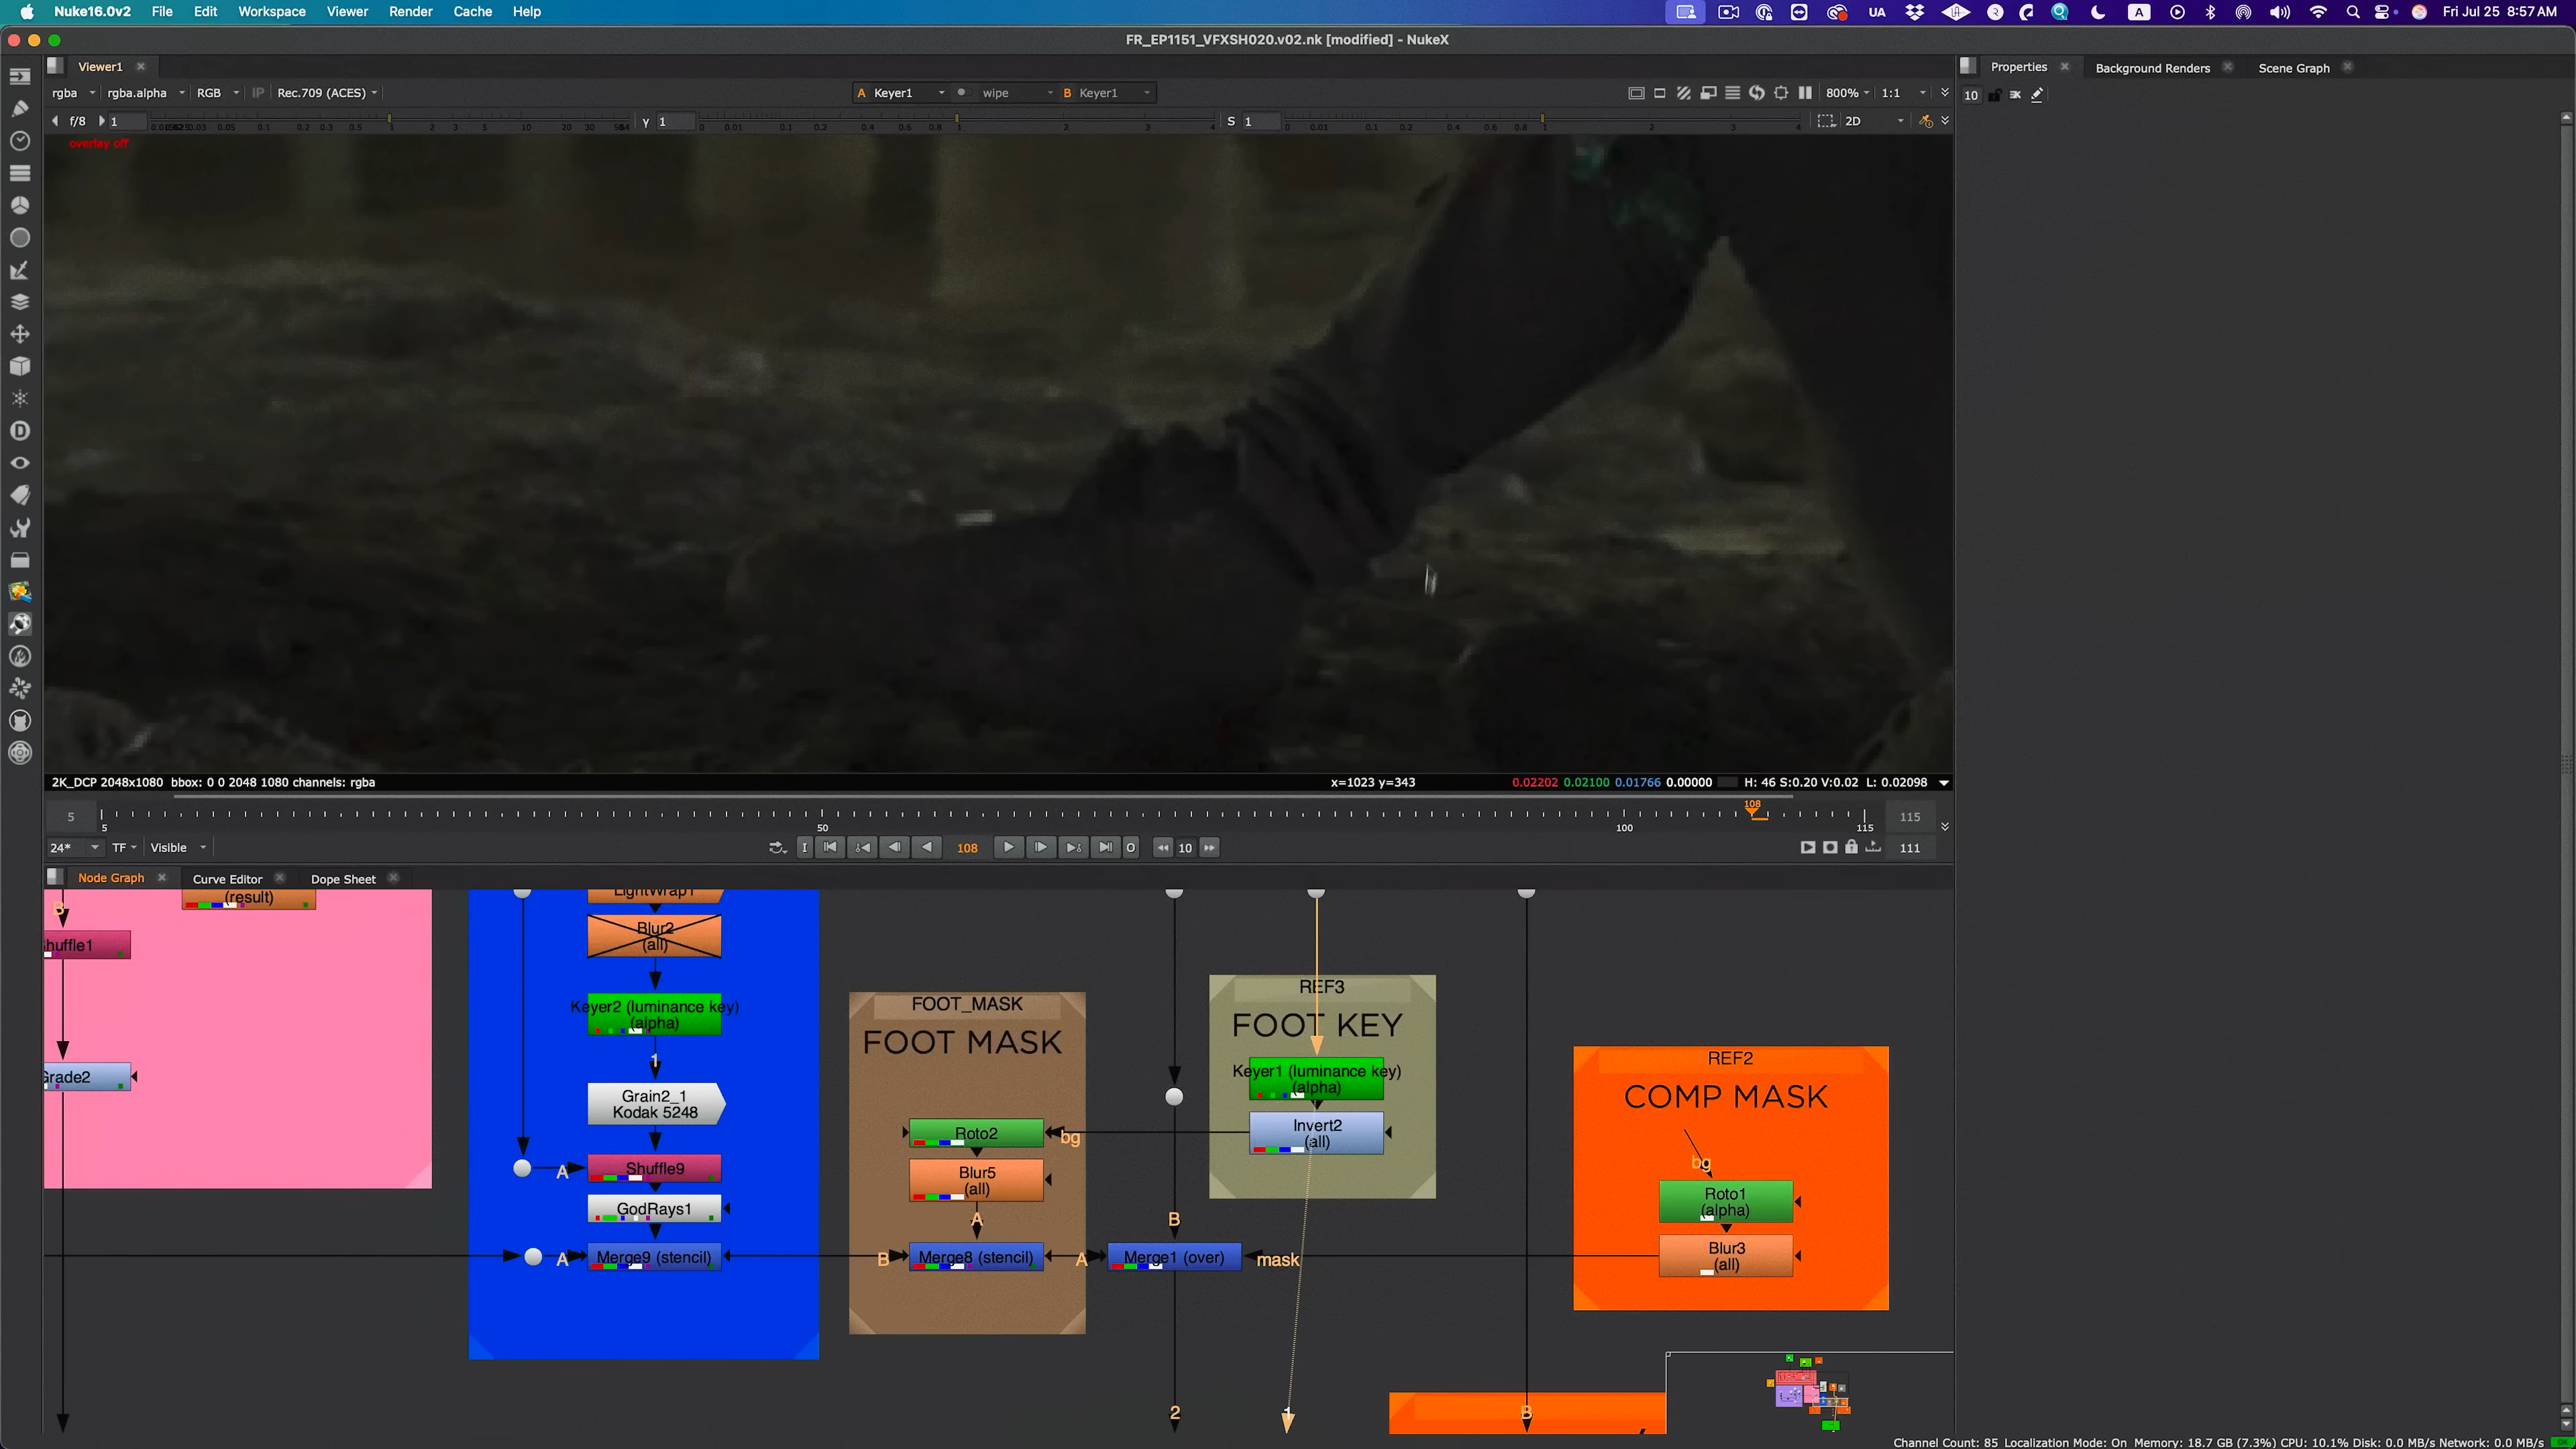 Nuke16.0v2 File Edit Workspace Viewer Render Cache Help
UA A Fri Jul 25 8:57 AM
FR_EP1151_VFXSH020.v02.nk [modified] - NukeX
Viewer1
Properties Background Renders Scene Graph
rgba rgba.alpha RGB IP Rec.709 (ACES) A Keyer1 wipe B Keyer1 800% 1:1
10
f/8 1 Y 1 S 1 2D
overlay off
2K_DCP 2048x1080 bbox: 0 0 2048 1080 channels: rgba x=1023 y=343 0.02202 0.02100 0.01766 0.00000 H: 46 S:0.20 V:0.02 L: 0.02098
5 108 115
5 50 100 115
24* TF Visible I 108 O 10 111
Node Graph Curve Editor Dope Sheet
B
(result)
LightWrap1
Blur2
(all)
Shuffle1
Grade2
Keyer2 (luminance key)
(alpha)
1
Grain2_1
Kodak 5248
A
Shuffle9
GodRays1
A
Merge9 (stencil)
FOOT_MASK
FOOT MASK
Roto2
bg
Blur5
(all)
A
B
Merge8 (stencil)
A
B
Merge1 (over)
mask
REF3
FOOT KEY
Keyer1 (luminance key)
(alpha)
Invert2
(all)
REF2
COMP MASK
bg
Roto1
(alpha)
Blur3
(all)
2
1
B
Channel Count: 85 Localization Mode: On Memory: 18.7 GB (7.3%) CPU: 10.1% Disk: 0.0 MB/s Network: 0.0 MB/s